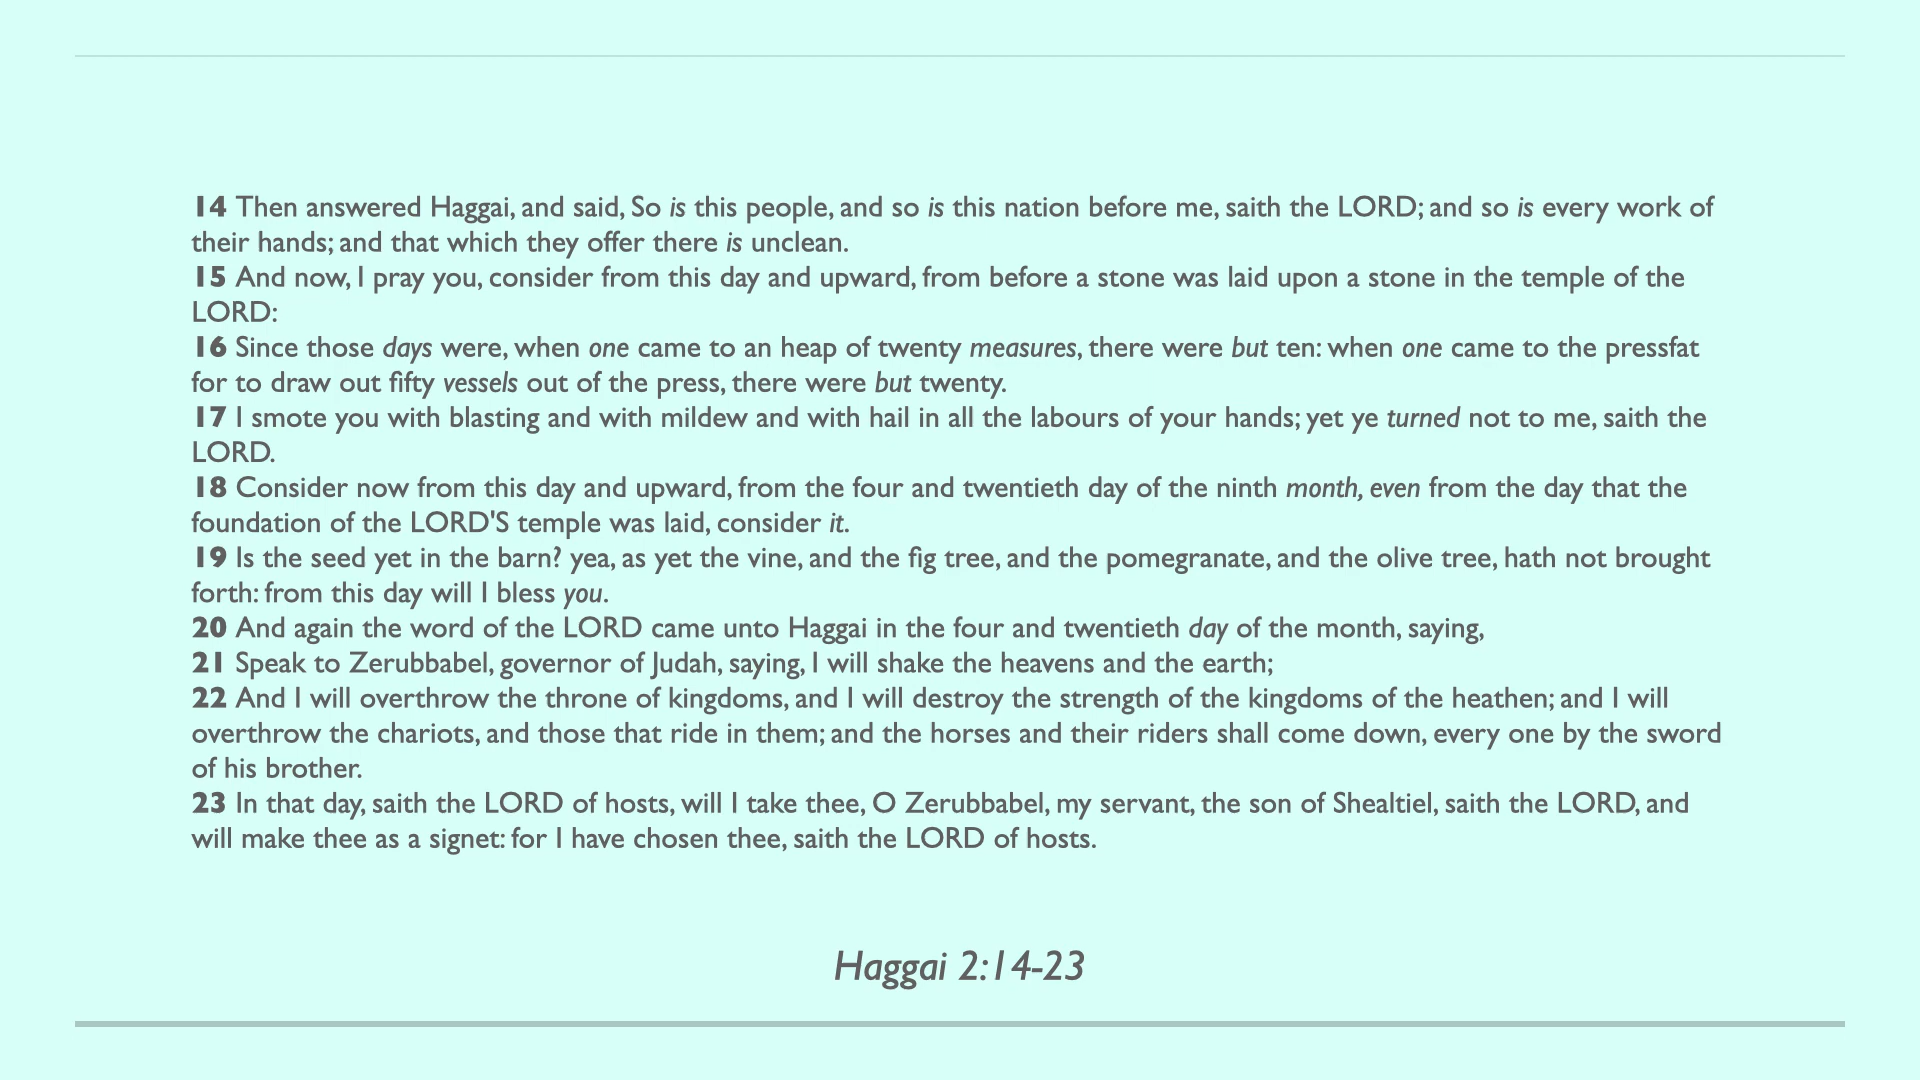 14 Then answered Haggai, and said, So is this people, and so is this nation before me, saith the LORD; and so is every work of
their hands; and that which they offer there is unclean.
15 And now, I pray you, consider from this day and upward, from before a stone was laid upon a stone in the temple of the
LORD:
16 Since those days were, when one came to an heap of twenty measures, there were but ten: when one came to the pressfat
for to draw out fifty vessels out of the press, there were but twenty.
17 I smote you with blasting and with mildew and with hail in all the labours of your hands; yet ye turned not to me, saith the
LORD.
18 Consider now from this day and upward, from the four and twentieth day of the ninth month, even from the day that the
foundation of the LORD'S temple was laid, consider it.
19 Is the seed yet in the barn? yea, as yet the vine, and the fig tree, and the pomegranate, and the olive tree, hath not brought
forth: from this day will I bless you.
20 And again the word of the LORD came unto Haggai in the four and twentieth day of the month, saying,
21 Speak to Zerubbabel, governor of Judah, saying, I will shake the heavens and the earth;
22 And I will overthrow the throne of kingdoms, and I will destroy the strength of the kingdoms of the heathen; and I will
overthrow the chariots, and those that ride in them; and the horses and their riders shall come down, every one by the sword
of his brother.
23 In that day, saith the LORD of hosts, will I take thee, O Zerubbabel, my servant, the son of Shealtiel, saith the LORD, and
will make thee as a signet: for I have chosen thee, saith the LORD of hosts.
Haggai 2:14-23